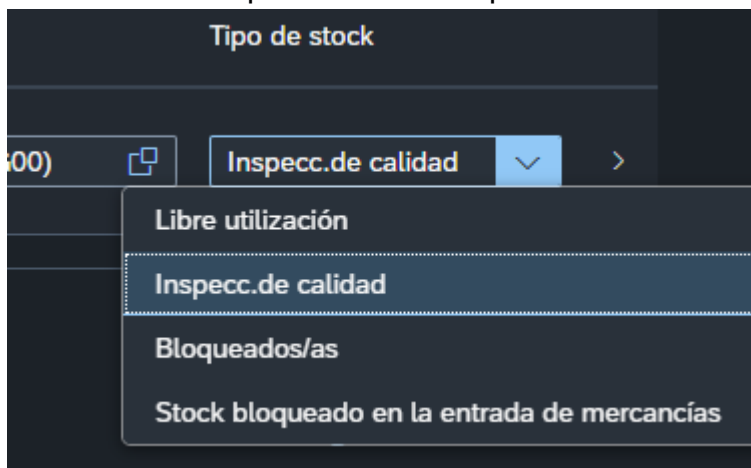 Tipo de stock
00)
Inspecc.de calidad
Libre utilización
Inspecc.de calidad
Bloqueados/as
Stock bloqueado en la entrada de mercancías